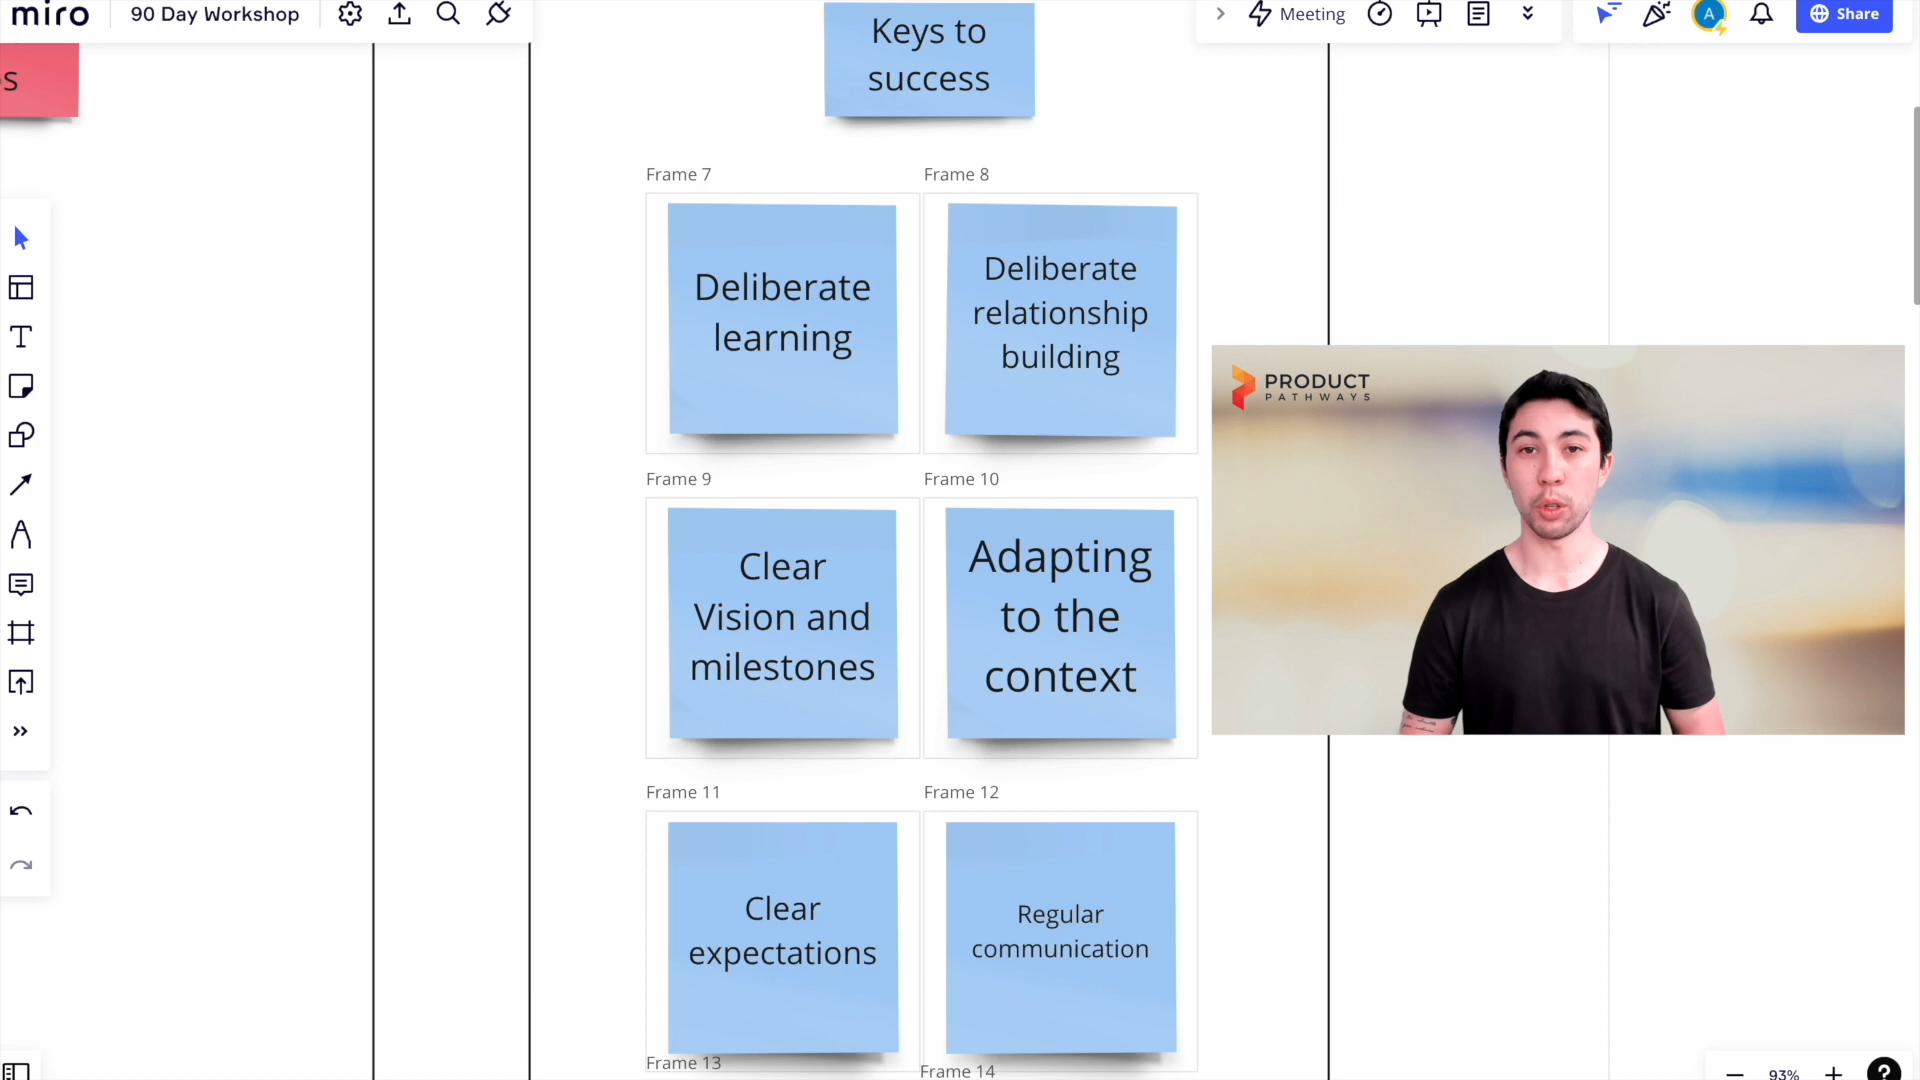 miro
90 Day Workshop
Meeting
A
Share
Keys to
success
s
Frame 7
Frame 8
Deliberate
learning
Deliberate
relationship
building
Frame 9
Frame 10
Clear
Vision and
milestones
Adapting
to the
context
PRODUCT
PATHWAYS
Frame 11
Frame 12
Clear
expectations
Regular
communication
Frame 13
Frame 14
93%